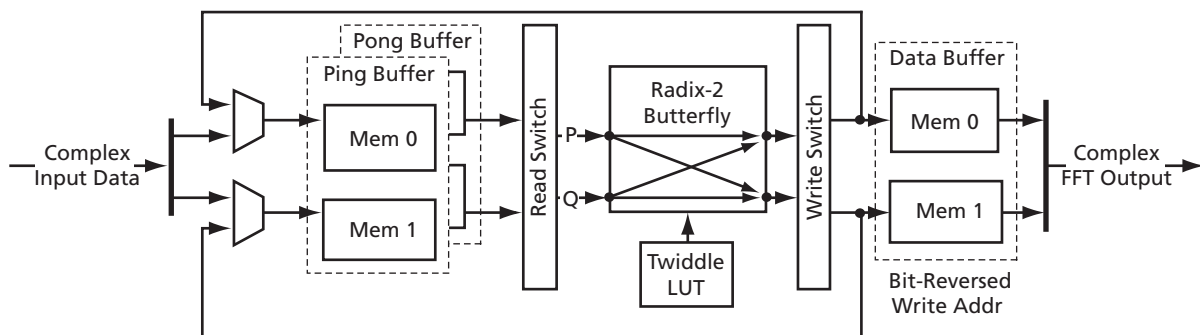 Pong Buffer
Ping Buffer
Mem 0
Mem 1
Complex
Input Data
Read Switch
P
Q
Radix-2
Butterfly
Twiddle
LUT
Write Switch
Data Buffer
Mem 0
Mem 1
Bit-Reversed
Write Addr
Complex
FFT Output